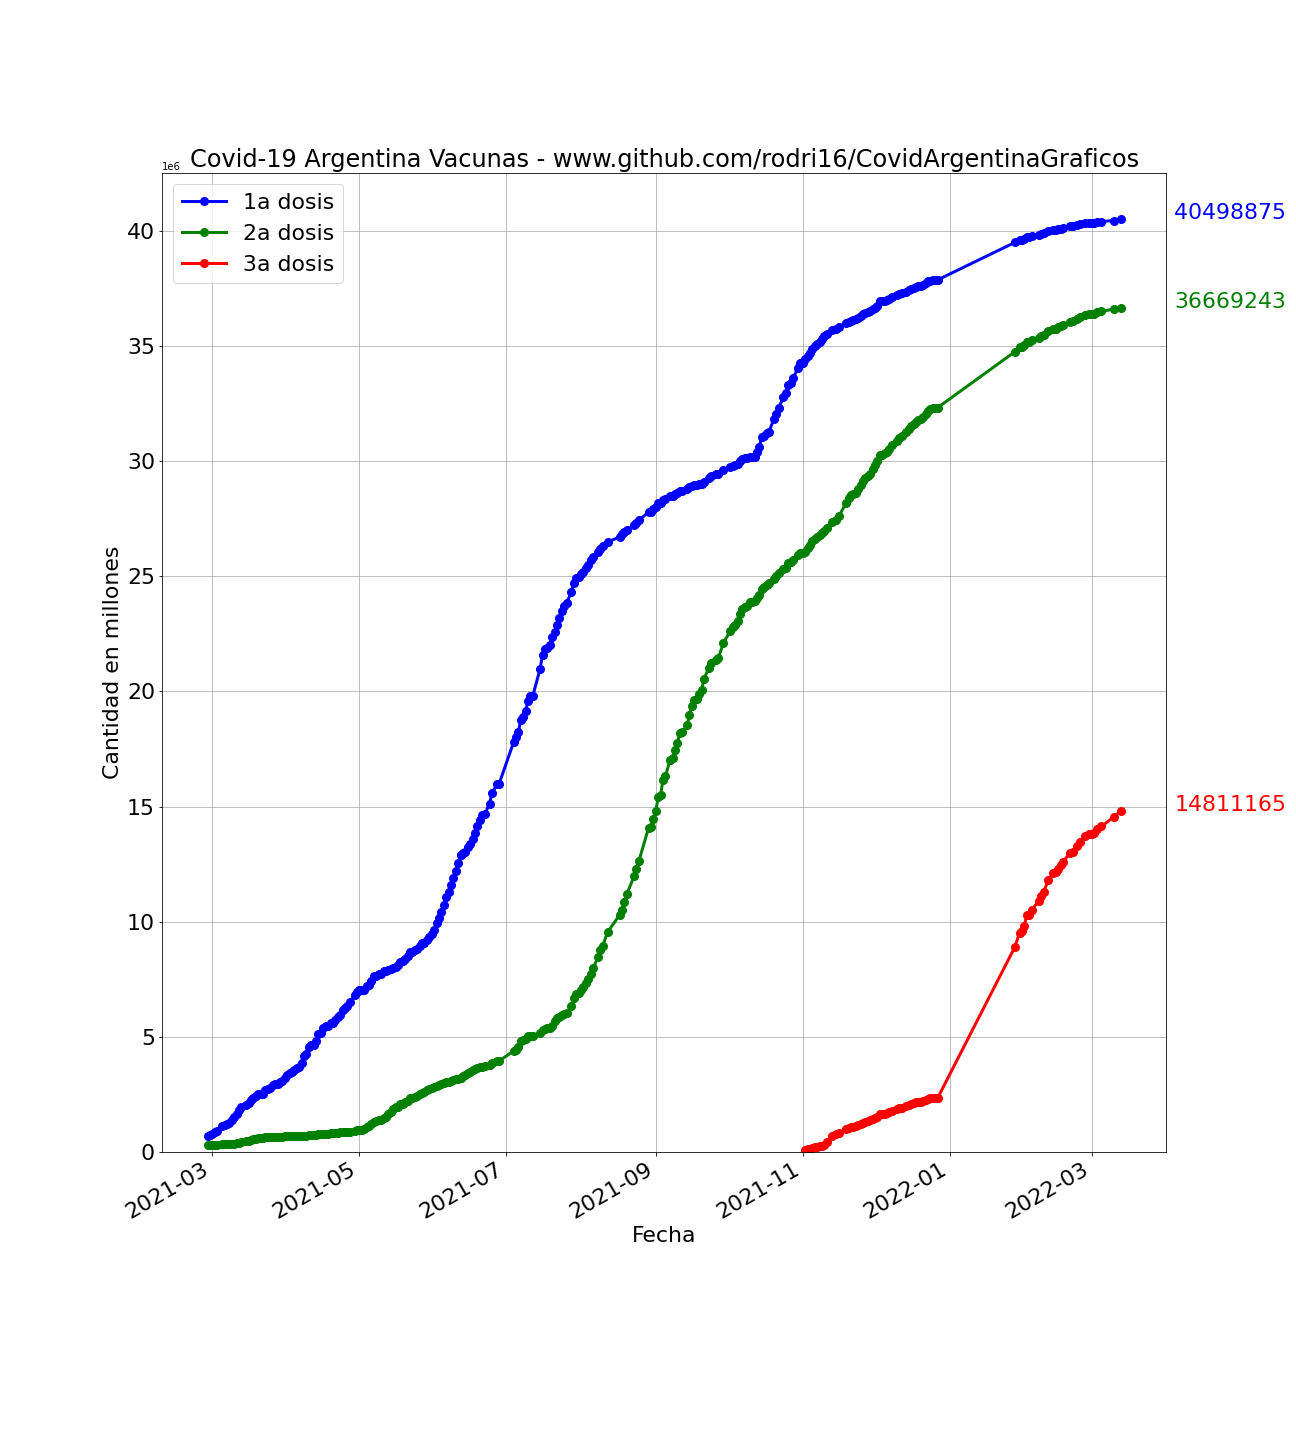 Covid-19 Argentina Vacunas - www.github.com/rodri16/CovidArgentinaGraficos
1e6
1a dosis
2a dosis
3a dosis
40498875
36669243
14811165
40
35
30
25
20
15
10
5
0
Cantidad en millones
2021-03
2021-05
2021-07
2021-09
2021-11
2022-01
2022-03
Fecha